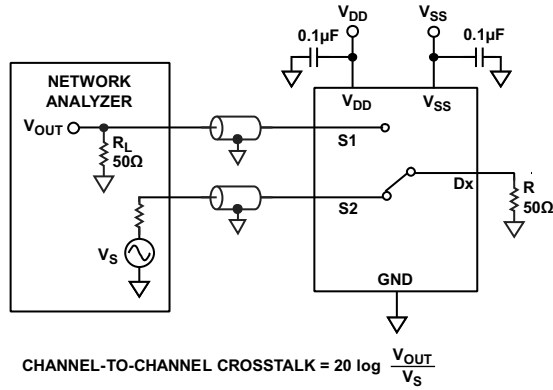 V_DD
V_SS
0.1µF
0.1µF
NETWORK
ANALYZER
V_DD
V_SS
V_OUT
R_L
50Ω
S1
Dx
R
50Ω
S2
V_S
GND
CHANNEL-TO-CHANNEL CROSSTALK = 20 log V_OUT / V_S